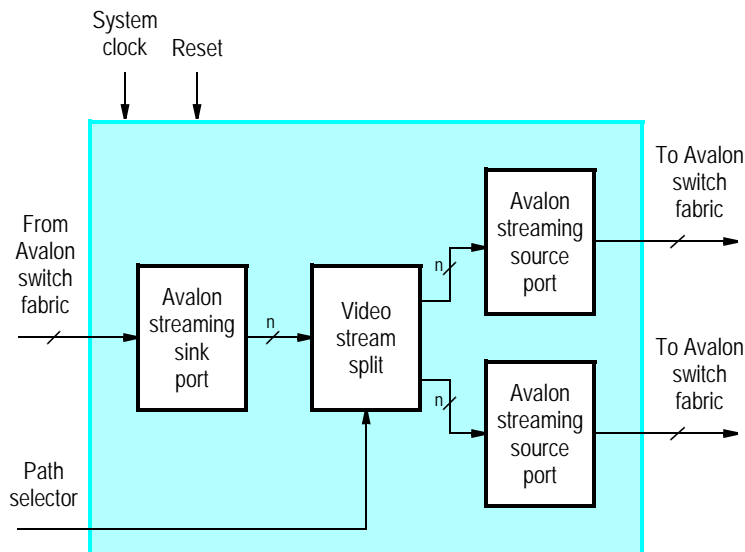 System
clock
Reset
From
Avalon
switch
fabric
Avalon
streaming
sink
port
n
Video
stream
split
n
n
Avalon
streaming
source
port
To Avalon
switch
fabric
Avalon
streaming
source
port
To Avalon
switch
fabric
Path
selector